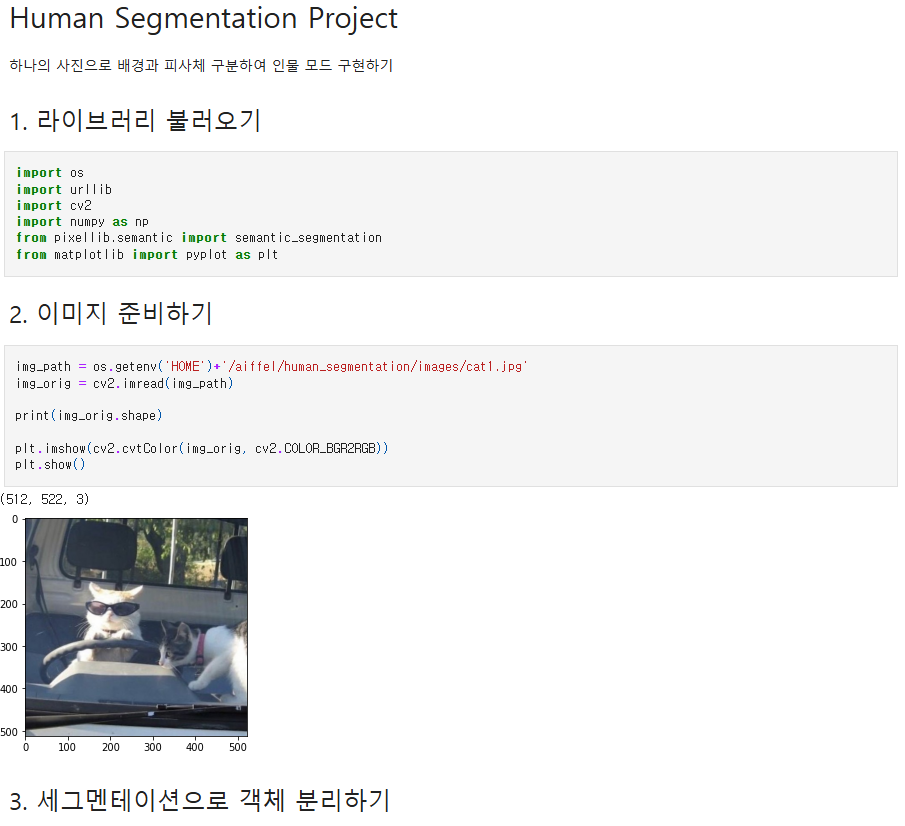 Human Segmentation Project
하나의 사진으로 배경과 피사체 구분하여 인물 모드 구현하기
1. 라이브러리 불러오기
import os
import urllib
import cv2
import numpy as np
from pixellib.semantic import semantic_segmentation
from matplotlib import pyplot as plt
2. 이미지 준비하기
img_path = os.getenv('HOME')+'/aiffel/human_segmentation/images/cat1.jpg'
img_orig = cv2.imread(img_path)
print(img_orig.shape)
plt.imshow(cv2.cvtColor(img_orig, cv2.COLOR_BGR2RGB))
plt.show()
(512, 522, 3)
0
100
200
300
400
500
0 100 200 300 400 500
3. 세그멘테이션으로 객체 분리하기